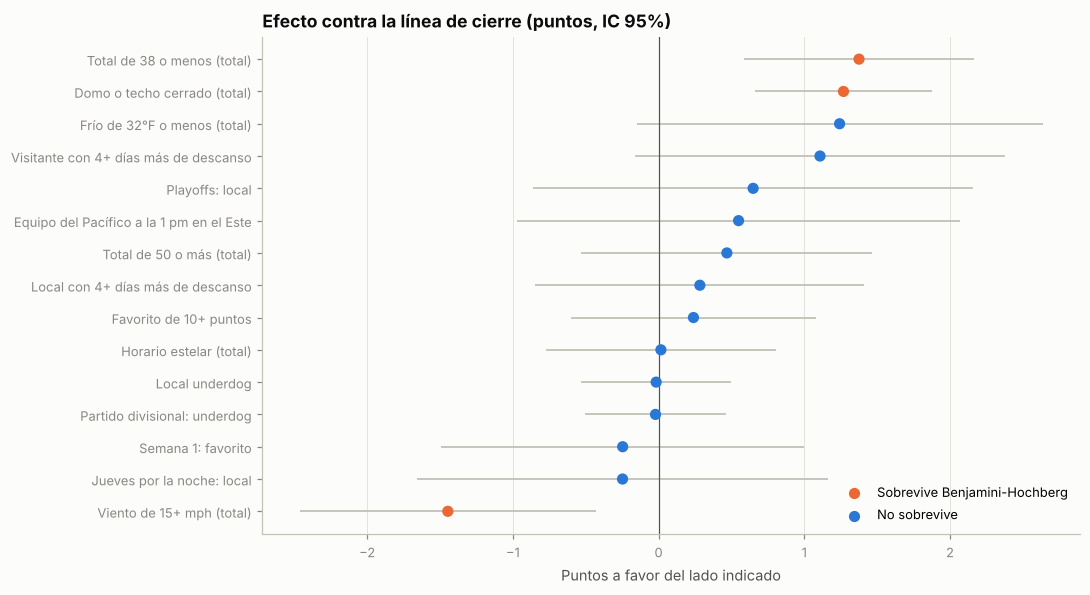 Efecto contra la línea de cierre (puntos, IC 95%)
Total de 38 o menos (total)
Domo o techo cerrado (total)
Frío de 32°F o menos (total)
Visitante con 4+ días más de descanso
Playoffs: local
Equipo del Pacífico a la 1 pm en el Este
Total de 50 o más (total)
Local con 4+ días más de descanso
Favorito de 10+ puntos
Horario estelar (total)
Local underdog
Partido divisional: underdog
Semana 1: favorito
Jueves por la noche: local
Viento de 15+ mph (total)
Sobrevive Benjamini-Hochberg
No sobrevive
−2 −1 0 1 2
Puntos a favor del lado indicado